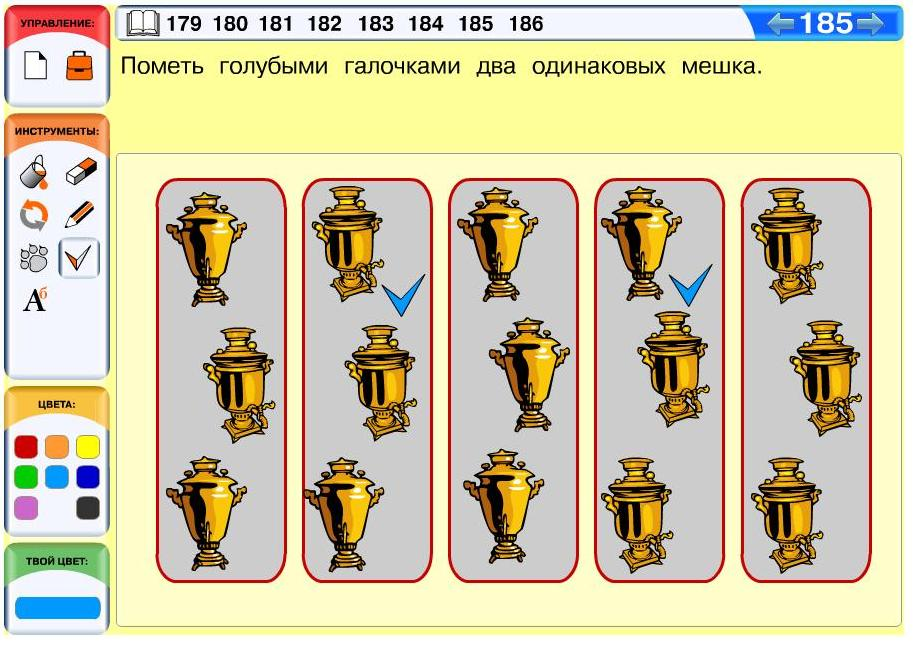 УПРАВЛЕНИЕ:
179 180 181 182 183 184 185 186
185
Пометь голубыми галочками два одинаковых мешка.
ИНСТРУМЕНТЫ:
Аб
ЦВЕТА:
ТВОЙ ЦВЕТ: